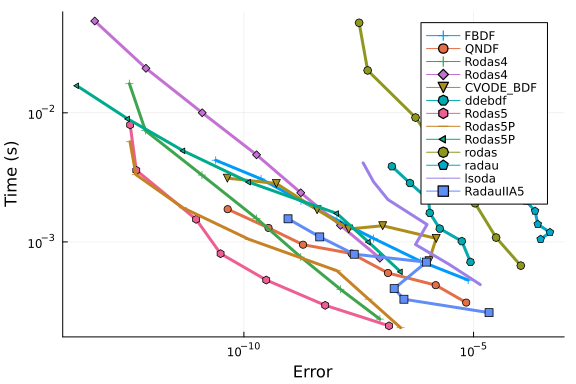 FBDF
QNDF
Rodas4
Rodas4
CVODE_BDF
ddebdf
Rodas5
Rodas5P
Rodas5P
rodas
radau
lsoda
RadauIIA5
Time (s)
10⁻²
10⁻³
10⁻¹⁰
10⁻⁵
Error